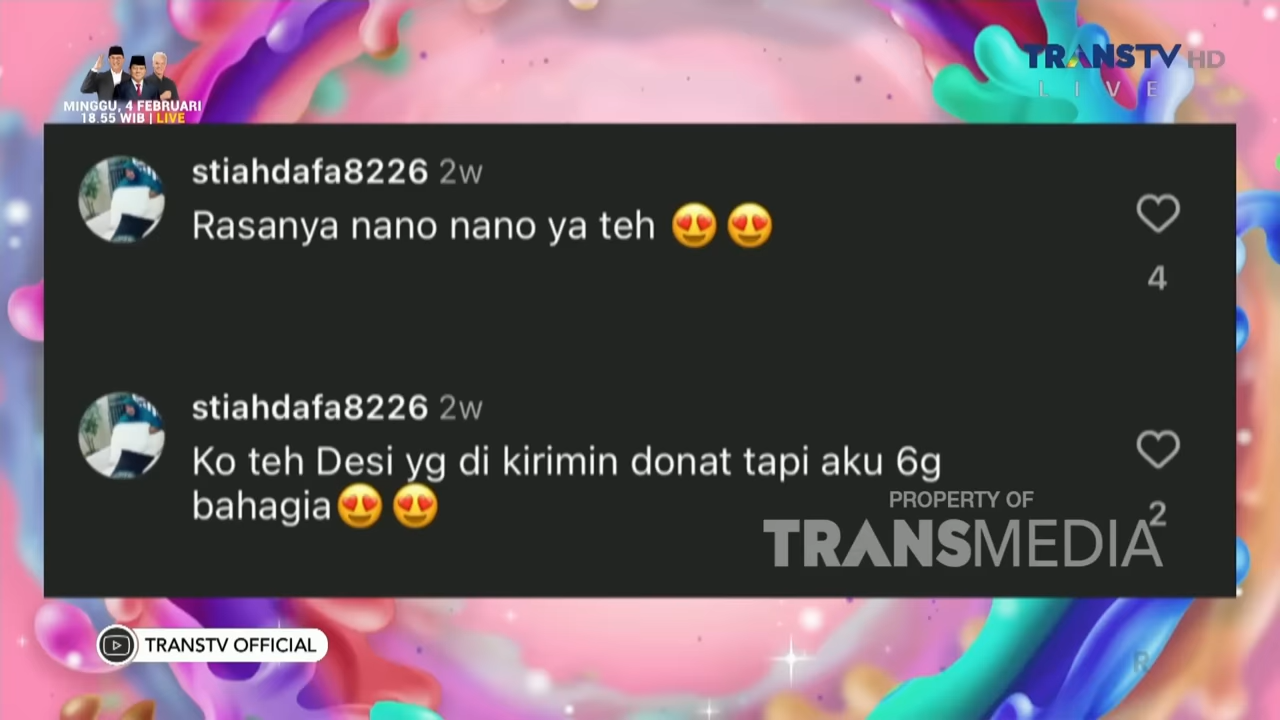 MINGGU, 4 FEBRUARI
18.55 WIB | LIVE
TRANSTV HD
LIVE
stiahdafa8226 2w
Rasanya nano nano ya teh 😍😍
4
stiahdafa8226 2w
Ko teh Desi yg di kirimin donat tapi aku 6g
bahagia😍😍
2
PROPERTY OF
TRANSMEDIA
TRANSTV OFFICIAL
R